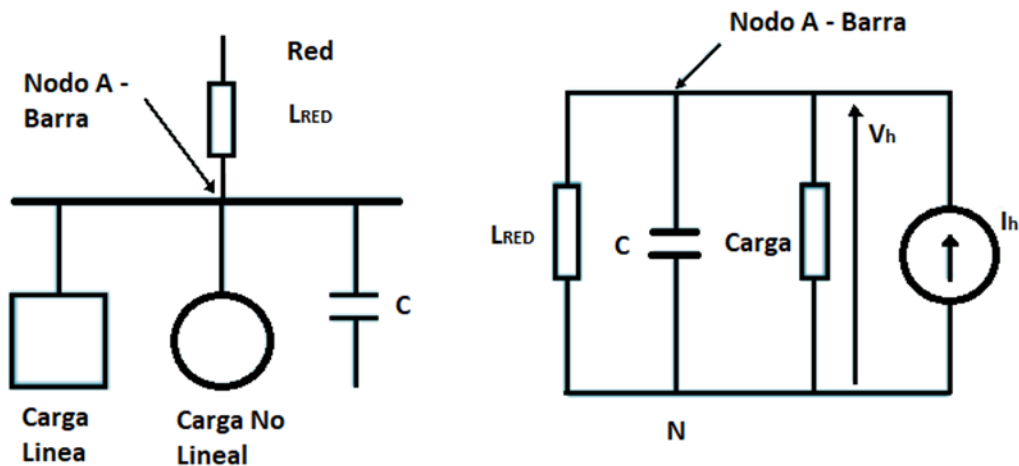 Red
Nodo A -
Barra
LRED
Carga
Linea
Carga No
Lineal
C
Nodo A - Barra
LRED
C
Carga
Vh
Ih
N